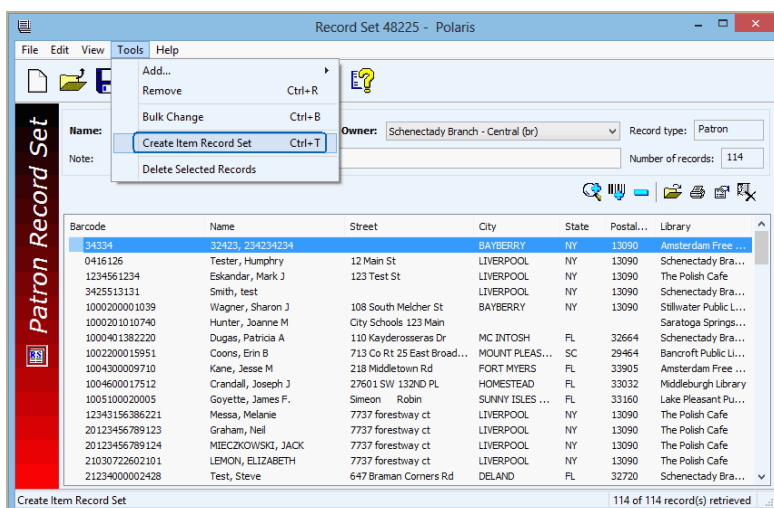 Record Set 48225 - Polaris
File Edit View Tools Help
Add...
Remove Ctrl+R
Bulk Change Ctrl+B
Create Item Record Set Ctrl+T
Delete Selected Records
Patron Record Set
RS
Name: Owner: Schenectady Branch - Central (br) Record type: Patron
Note: Number of records: 114
Barcode Name Street City State Postal... Library
34334 32423, 234234234 BAYBERRY NY 13090 Amsterdam Free ...
0416126 Tester, Humphry 12 Main St LIVERPOOL NY 13090 Schenectady Bra...
1234561234 Eskandar, Mark J 123 Test St LIVERPOOL NY 13090 The Polish Cafe
3425513131 Smith, test LIVERPOOL NY 13090 Schenectady Bra...
1000200001039 Wagner, Sharon J 108 South Melcher St BAYBERRY NY 13090 Stillwater Public L...
1000201010740 Hunter, Joanne M City Schools 123 Main Saratoga Springs...
1000401382220 Dugas, Patricia A 110 Kayderosseras Dr MC INTOSH FL 32664 Schenectady Bra...
1002200015951 Coons, Erin B 713 Co Rt 25 East Broad... MOUNT PLEAS... SC 29464 Bancroft Public Li...
1004300009710 Kane, Jesse M 218 Middletown Rd FORT MYERS FL 33905 Amsterdam Free ...
1004600017512 Crandall, Joseph J 27601 SW 132ND PL HOMESTEAD FL 33032 Middleburgh Library
1005100020005 Goyette, James F. Simeon Robin SUNNY ISLES ... FL 33160 Lake Pleasant Pu...
12343156386221 Messa, Melanie 7737 forestway ct LIVERPOOL NY 13090 The Polish Cafe
20123456789123 Graham, Neil 7737 forestway ct LIVERPOOL NY 13090 The Polish Cafe
20123456789124 MIECZKOWSKI, JACK 7737 forestway ct LIVERPOOL NY 13090 The Polish Cafe
21030722602101 LEMON, ELIZABETH 7737 forestway ct LIVERPOOL NY 13090 The Polish Cafe
21234000002428 Test, Steve 647 Braman Corners Rd DELAND FL 32720 Schenectady Bra...
Create Item Record Set 114 of 114 record(s) retrieved